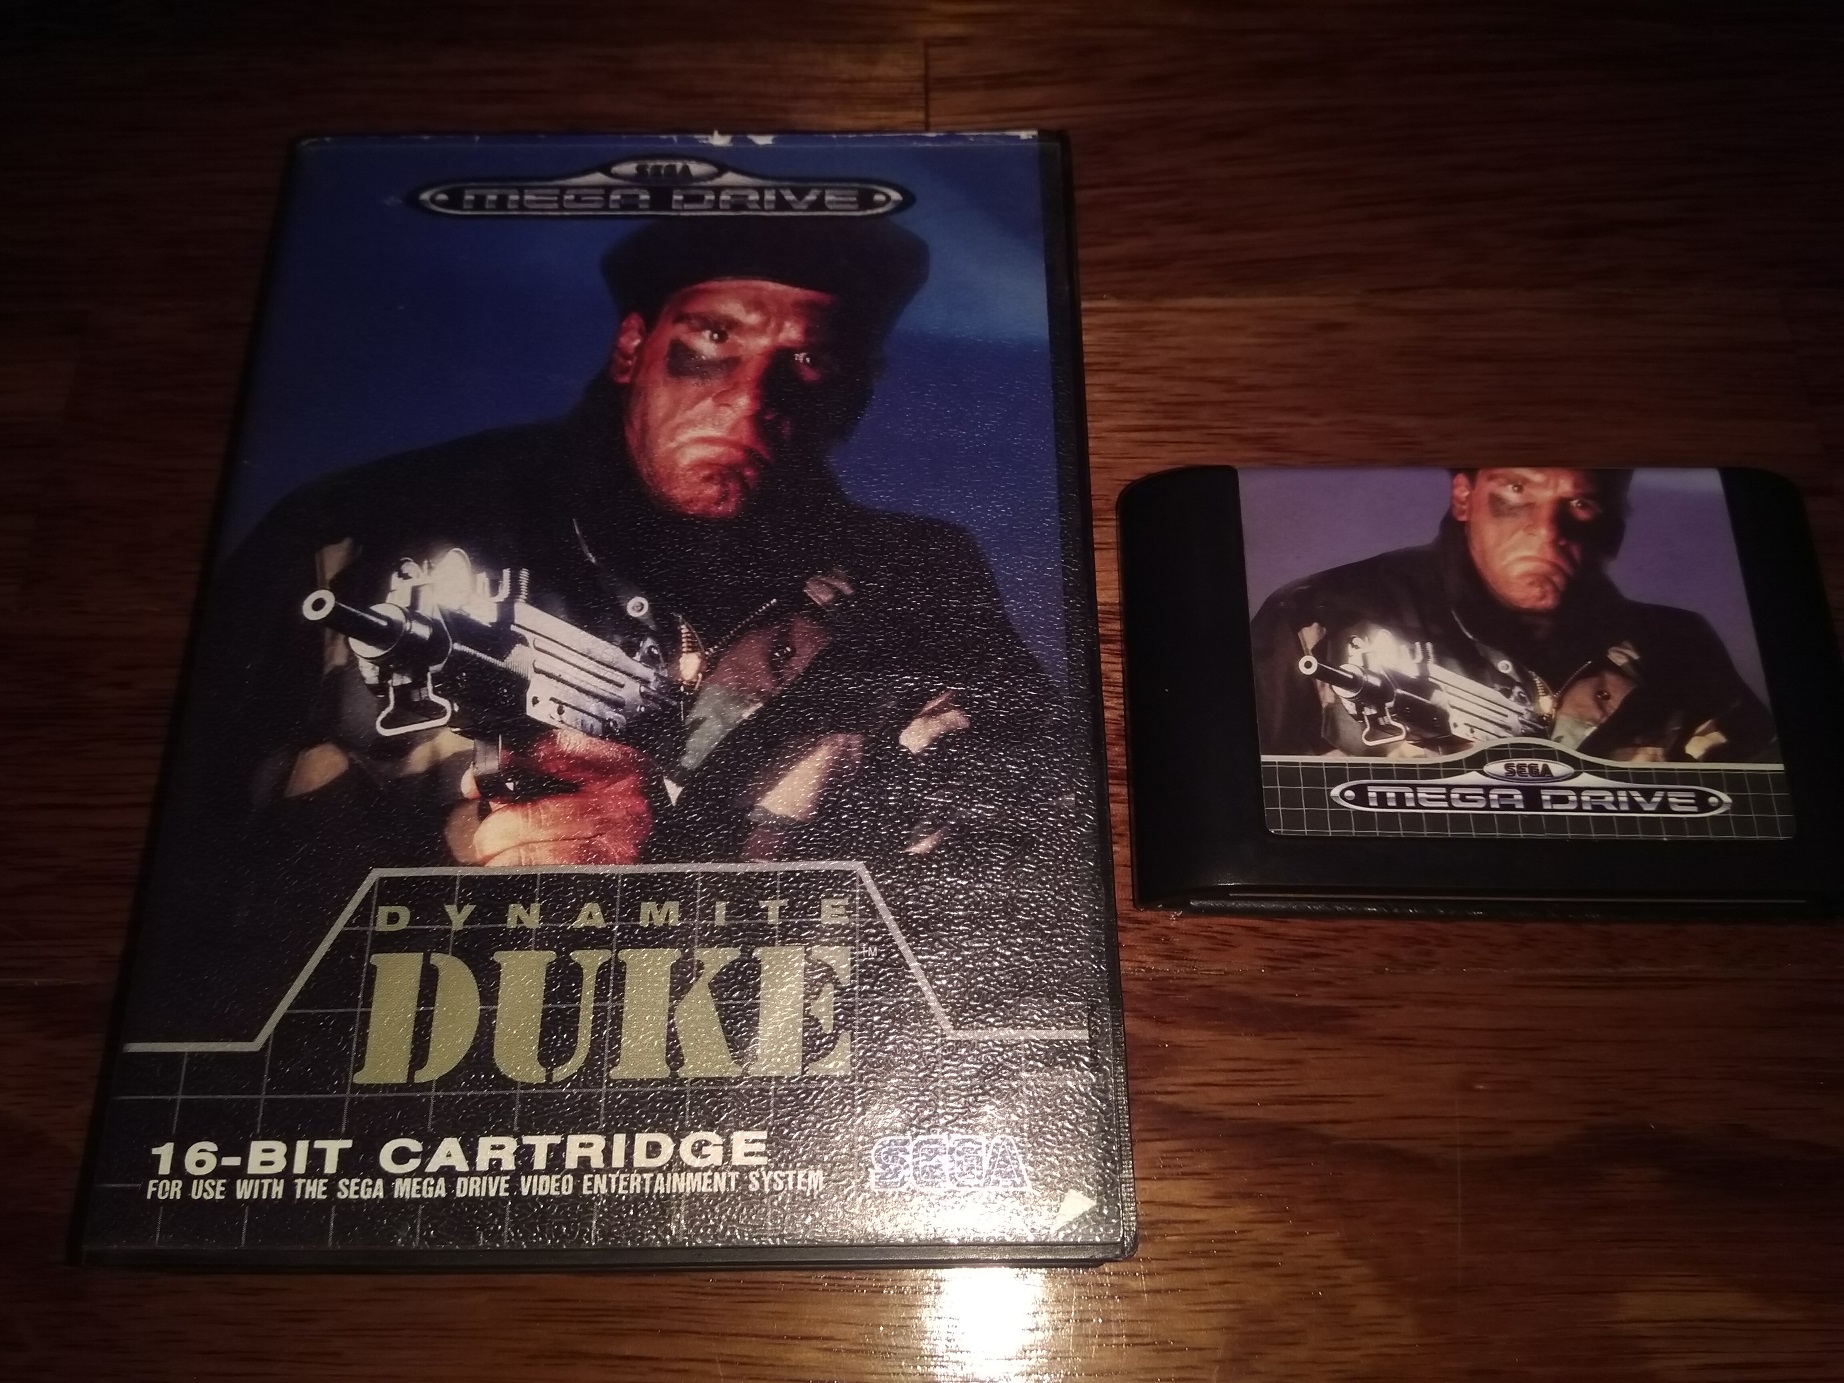 SEGA
MEGA DRIVE
DYNAMITE
DUKE™
16-BIT CARTRIDGE
FOR USE WITH THE SEGA MEGA DRIVE VIDEO ENTERTAINMENT SYSTEM
SEGA
SEGA
MEGA DRIVE